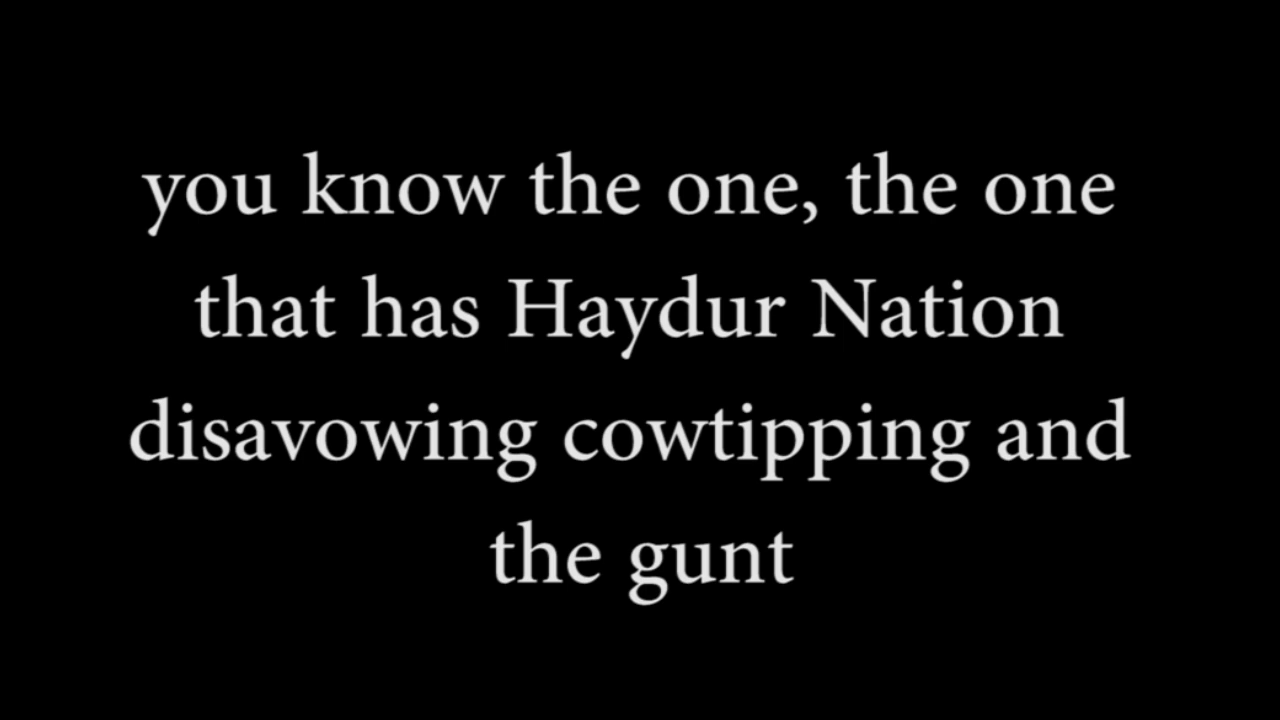 you know the one, the one
that has Haydur Nation
disavowing cowtipping and
the gunt